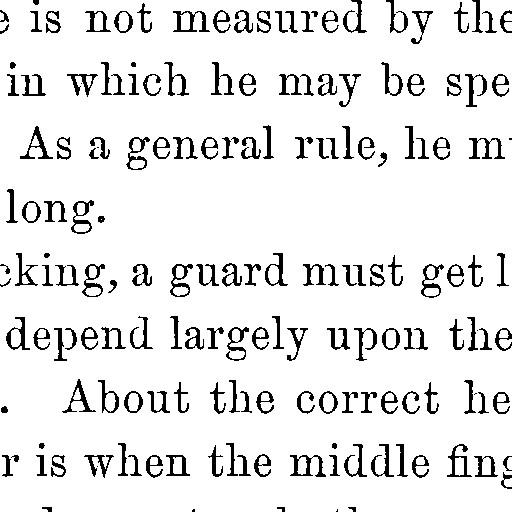 e is not measured by the
in which he may be spe
As a general rule, he m
long.
cking, a guard must get l
depend largely upon the
. About the correct he
r is when the middle fing